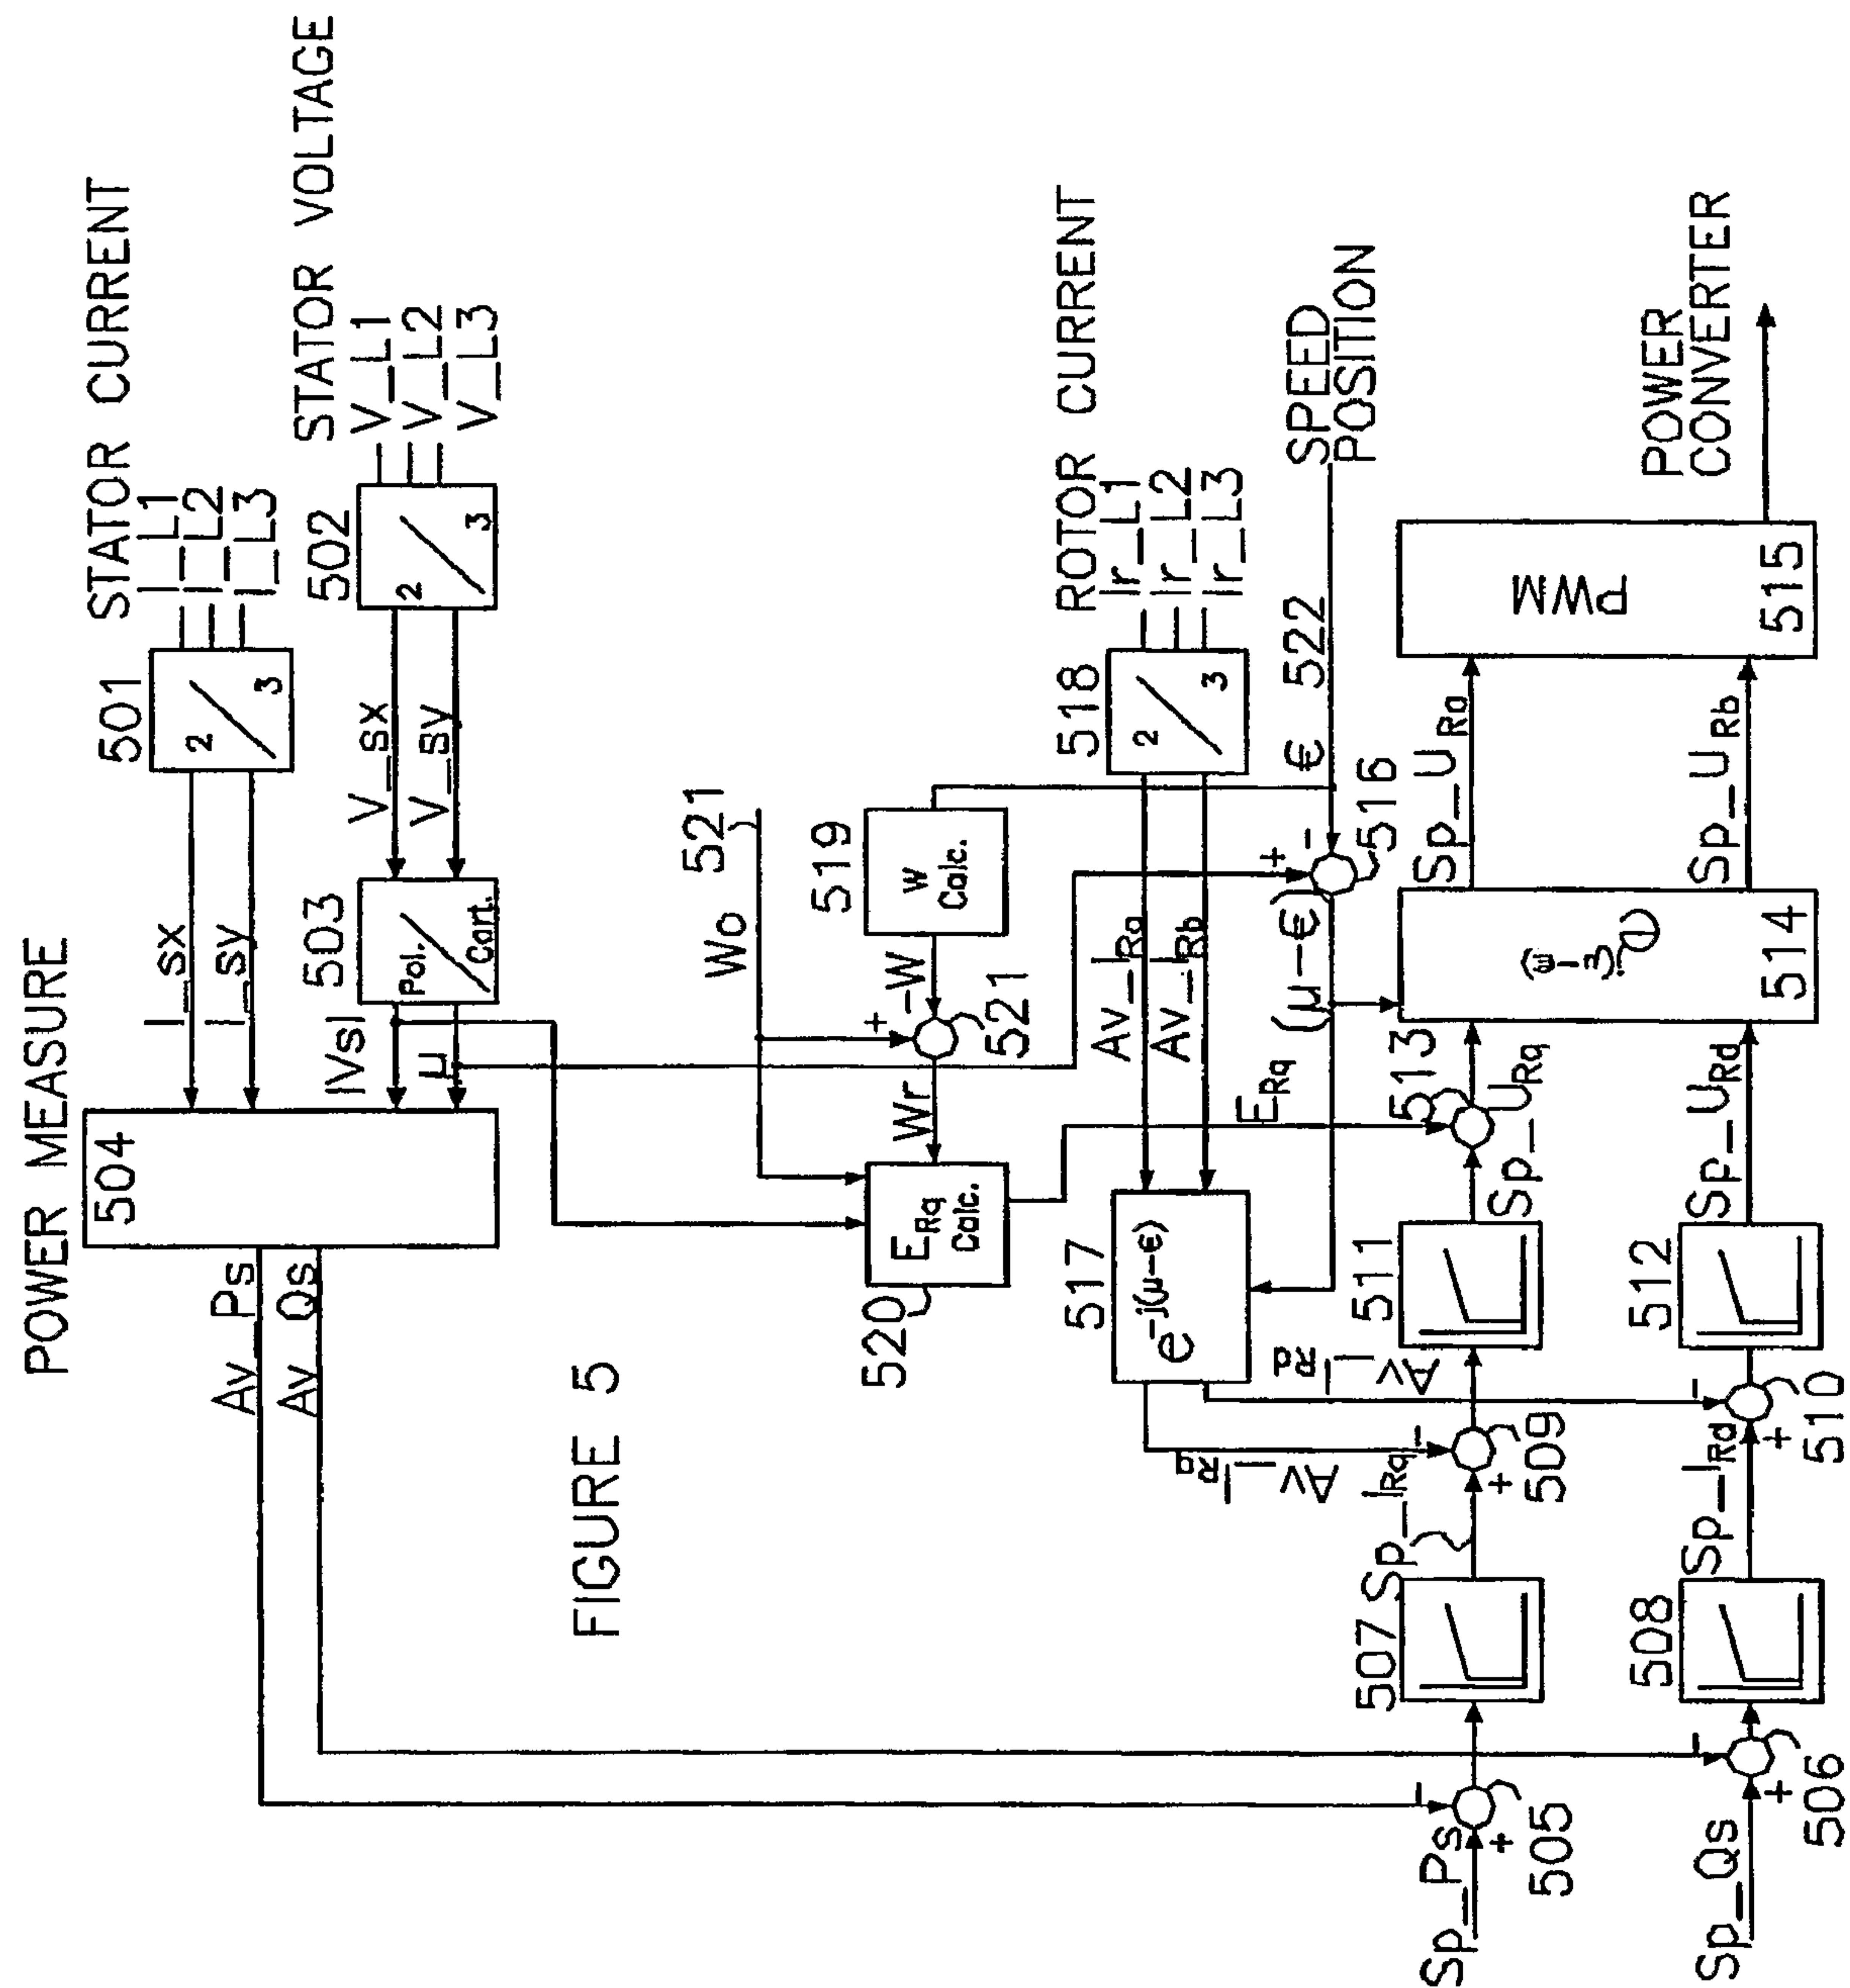 POWER MEASURE
504
Av_Ps
Av_Qs
I_sx
I_sy
|Vs|
μ
501
2
3
STATOR CURRENT
I_L1
I_L2
I_L3
503
Pol.
Cart.
V_sx
V_sy
502
2
3
STATOR VOLTAGE
V_L1
V_L2
V_L3
FIGURE 5
Wo
521
519
w
Calc.
-W
+
521
Wr
520
E_Rq
Calc.
E_Rq
517
e^-j(μ-ϵ)
Av_I_Ra
Av_I_Rb
518
2
3
ROTOR CURRENT
Ir_L1
Ir_L2
Ir_L3
Av_I_Rq
Av_I_Rd
(μ-ϵ)
+
-
516
ϵ
522
SPEED
POSITION
Sp_Ps
+
-
505
507
Sp_I_Rq
+
-
509
511
Sp_U_Rq
513
Sp_Qs
+
-
506
508
Sp_I_Rd
+
-
510
512
Sp_U_Rd
e^j(μ-ϵ)
514
Sp_U_Ra
Sp_U_Rb
PWM
515
POWER
CONVERTER